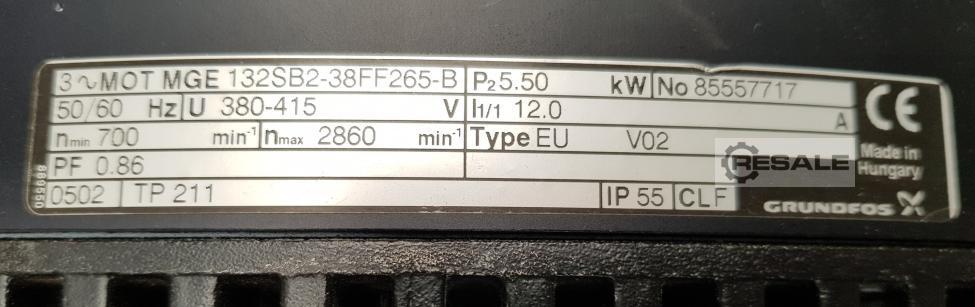 3~MOT MGE 132SB2-38FF265-B P2 5.50 kW No 85557717
50/60 Hz U 380-415 V I1/1 12.0 A
nmin 700 min-1 nmax 2860 min-1 Type EU V02
PF 0.86
0502 TP 211 IP 55 CLF
CE
Made in
Hungary
GRUNDFOS
RESALE